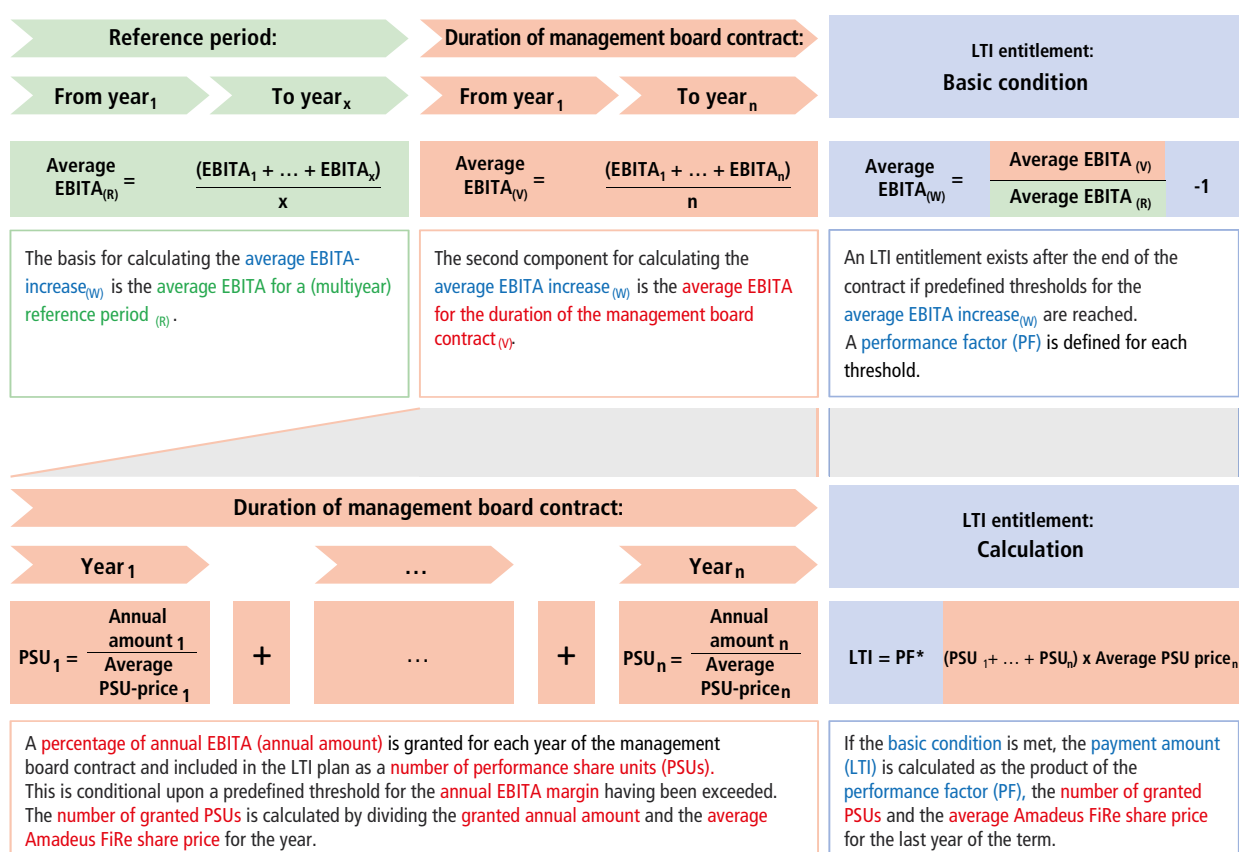 Reference period:
From year1
To yearx
Average
EBITA(R) =
(EBITA1 + … + EBITAx)
x
The basis for calculating the average EBITA-
increase(W) is the average EBITA for a (multiyear)
reference period (R) .
Duration of management board contract:
From year1
To yearn
Average
EBITA(V) =
(EBITA1 + … + EBITAn)
n
The second component for calculating the
average EBITA increase (W) is the average EBITA
for the duration of the management board
contract (V).
LTI entitlement:
Basic condition
Average
EBITA(W) =
Average EBITA (V)
Average EBITA (R)
-1
An LTI entitlement exists after the end of the
contract if predefined thresholds for the
average EBITA increase(W) are reached.
A performance factor (PF) is defined for each
threshold.
Duration of management board contract:
Year 1
...
Year n
PSU1 =
Annual
amount 1
Average
PSU-price 1
+
...
+
PSUn =
Annual
amount n
Average
PSU-pricen
A percentage of annual EBITA (annual amount) is granted for each year of the management
board contract and included in the LTI plan as a number of performance share units (PSUs).
This is conditional upon a predefined threshold for the annual EBITA margin having been exceeded.
The number of granted PSUs is calculated by dividing the granted annual amount and the average
Amadeus FiRe share price for the year.
LTI entitlement:
Calculation
LTI = PF* (PSU 1+ … + PSUn) x Average PSU pricen
If the basic condition is met, the payment amount
(LTI) is calculated as the product of the
performance factor (PF), the number of granted
PSUs and the average Amadeus FiRe share price
for the last year of the term.